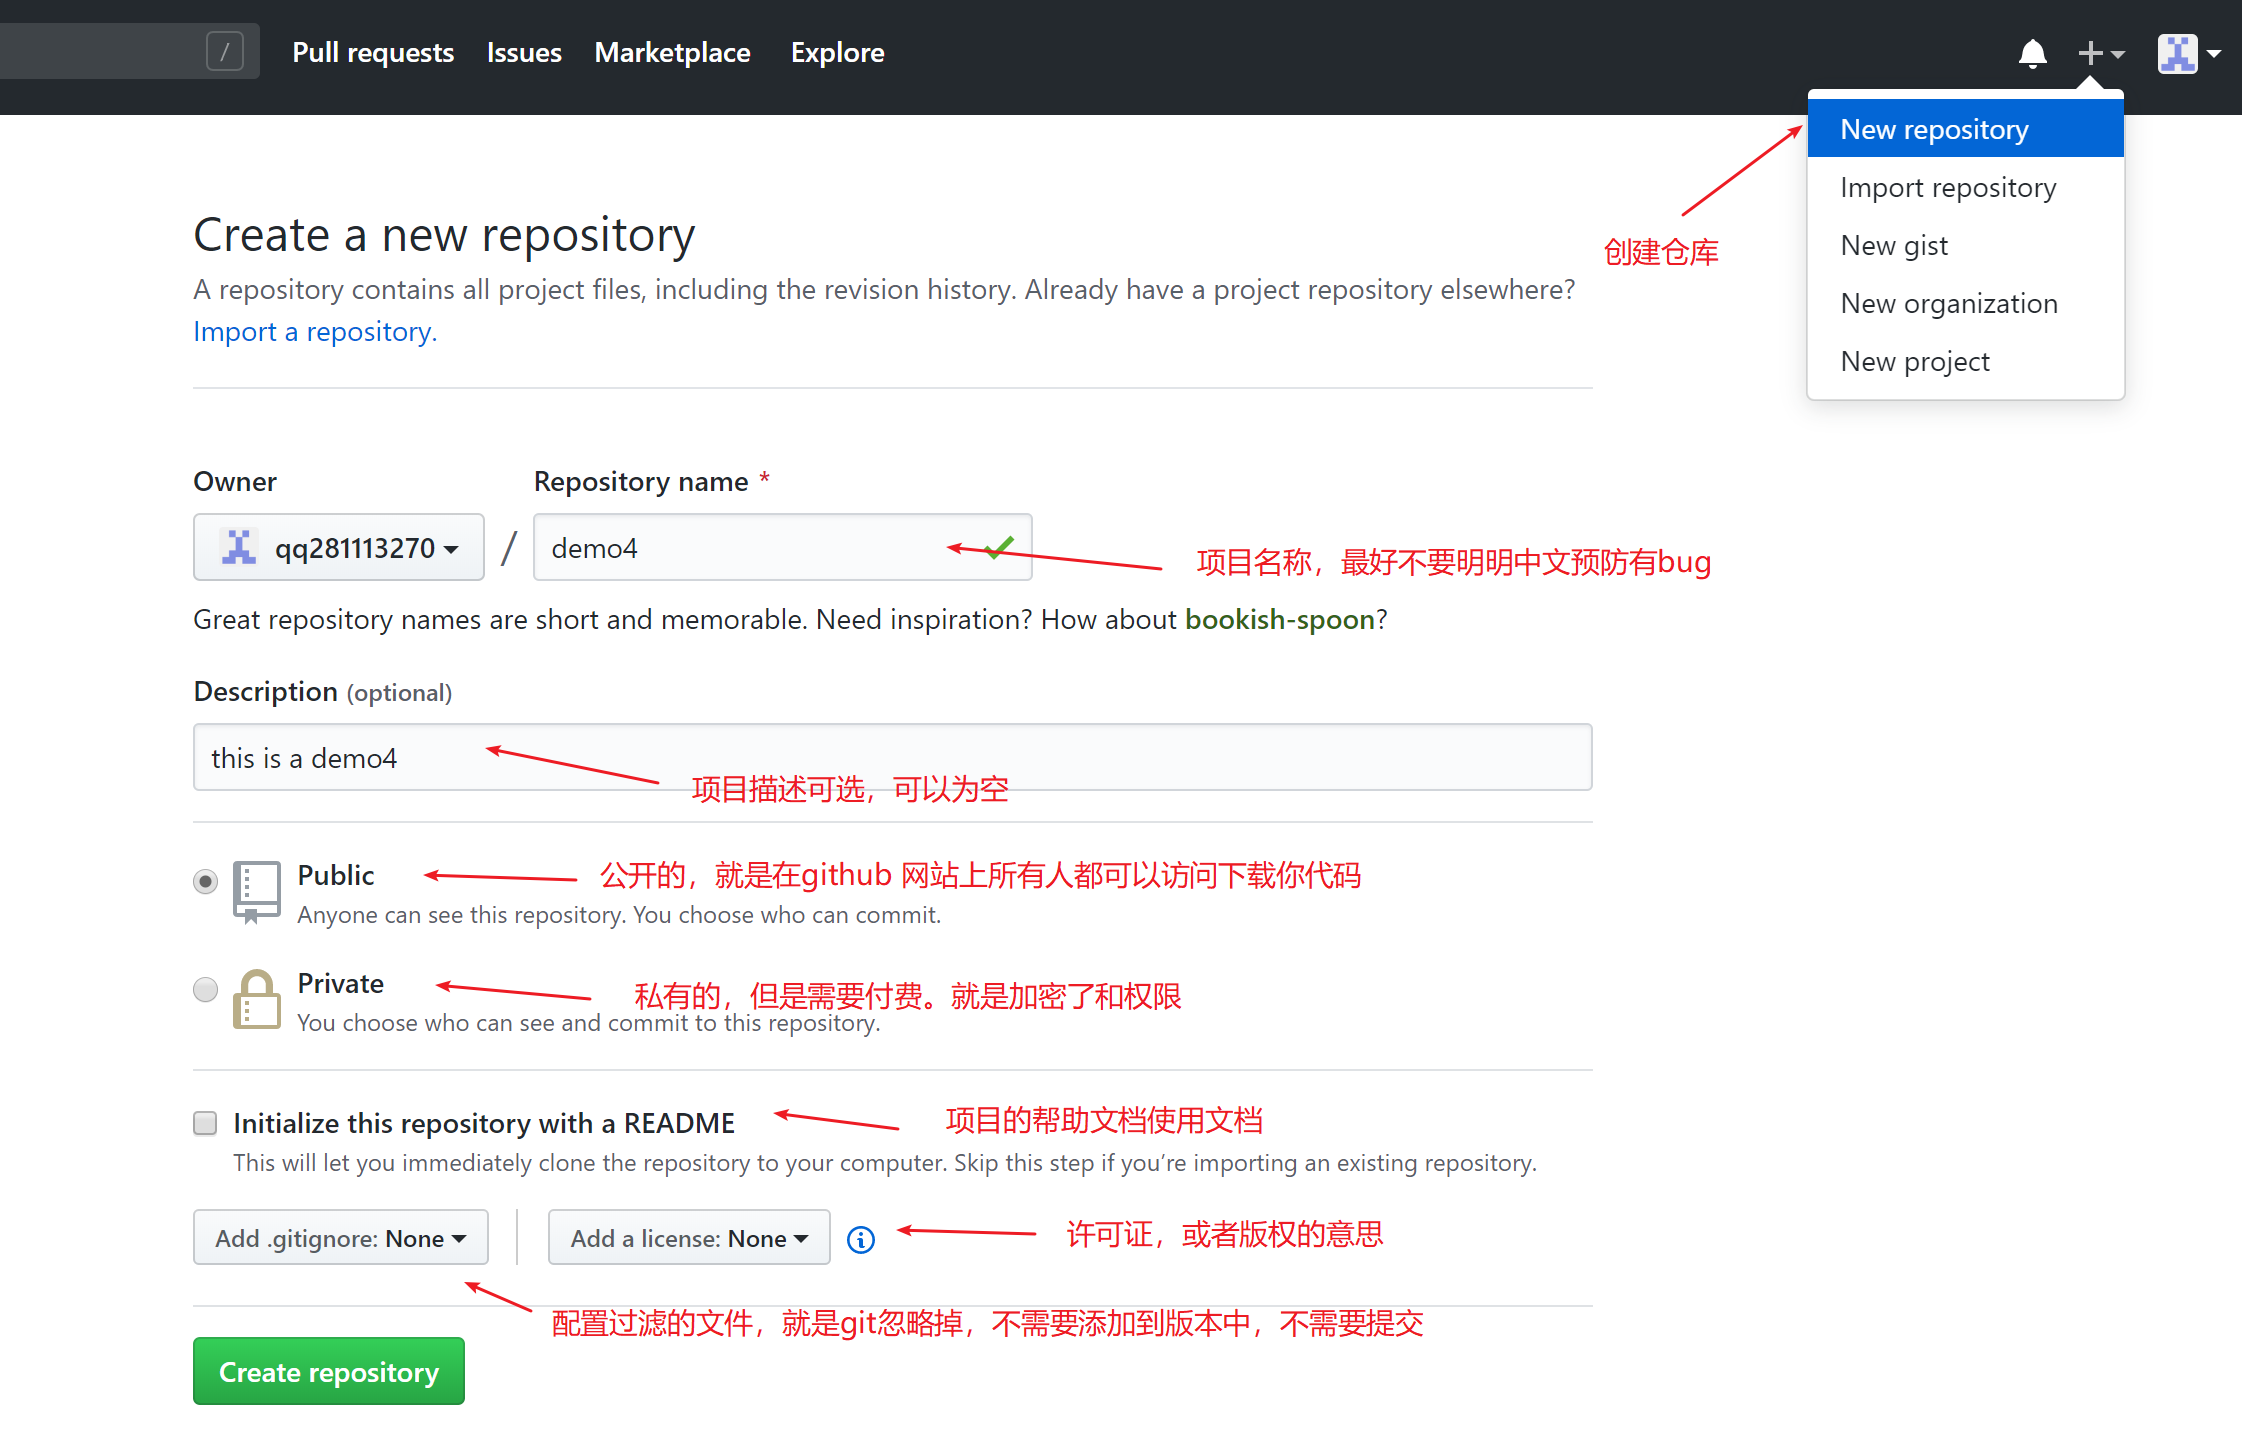 /
Pull requests Issues Marketplace Explore
New repository
Import repository
New gist
New organization
New project
创建仓库
Create a new repository
A repository contains all project files, including the revision history. Already have a project repository elsewhere?
Import a repository.
Owner Repository name *
qq281113270 / demo4
项目名称，最好不要明明中文预防有bug
Great repository names are short and memorable. Need inspiration? How about bookish-spoon?
Description (optional)
this is a demo4
项目描述可选，可以为空
Public
公开的，就是在github 网站上所有人都可以访问下载你代码
Anyone can see this repository. You choose who can commit.
Private
私有的，但是需要付费。就是加密了和权限
You choose who can see and commit to this repository.
Initialize this repository with a README
项目的帮助文档使用文档
This will let you immediately clone the repository to your computer. Skip this step if you’re importing an existing repository.
Add .gitignore: None Add a license: None
许可证，或者版权的意思
配置过滤的文件，就是git忽略掉，不需要添加到版本中，不需要提交
Create repository